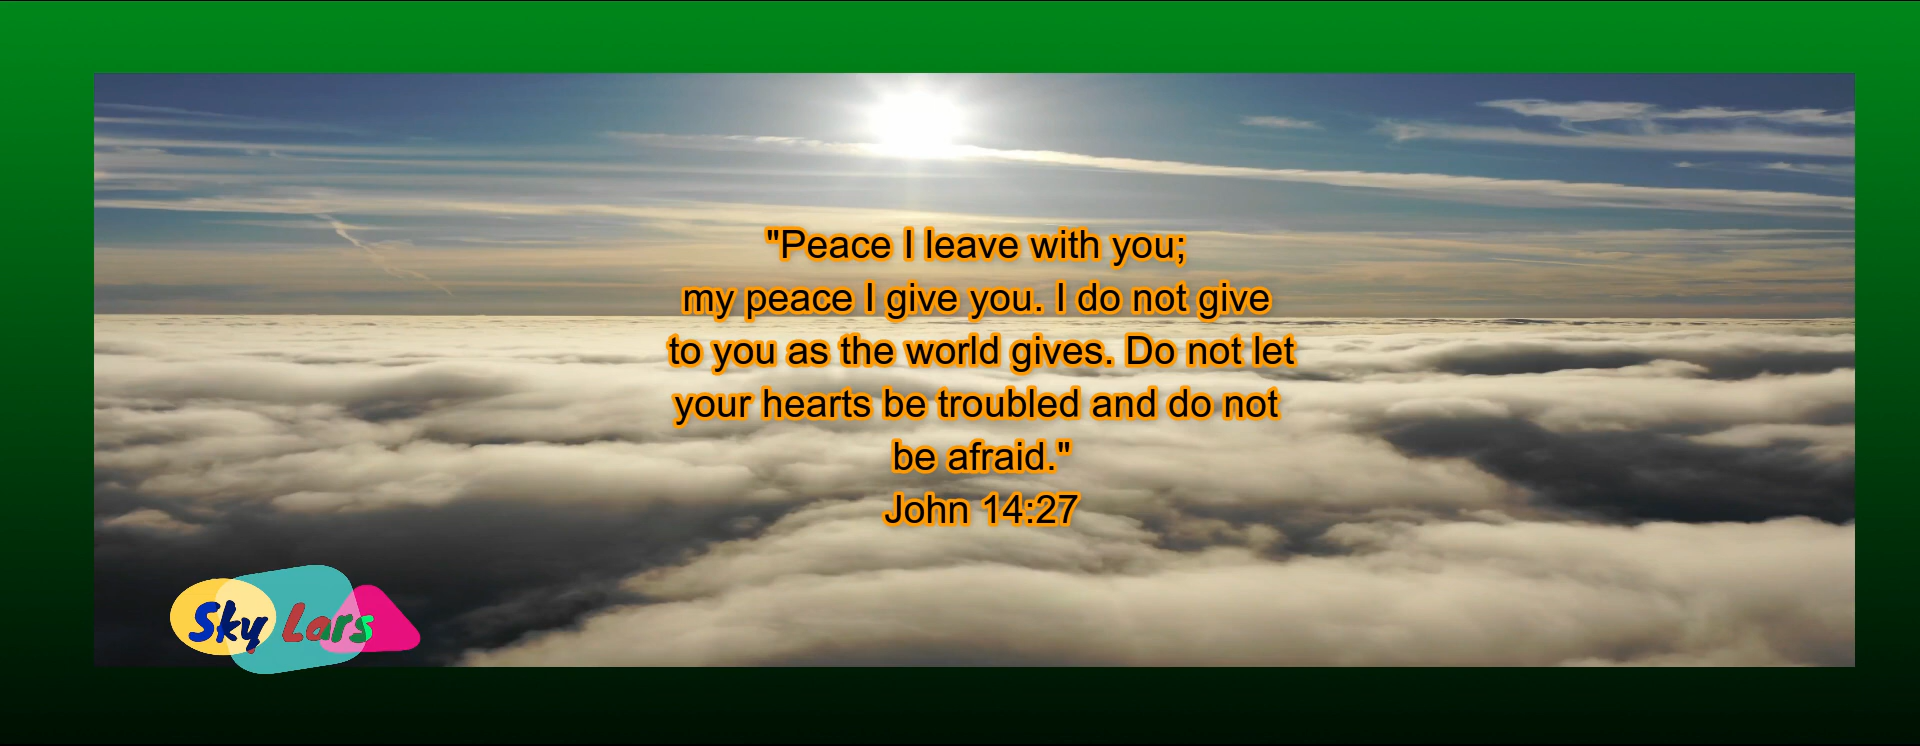 "Peace I leave with you;
my peace I give you. I do not give
to you as the world gives. Do not let
your hearts be troubled and do not
be afraid."
John 14:27
Sky Lars